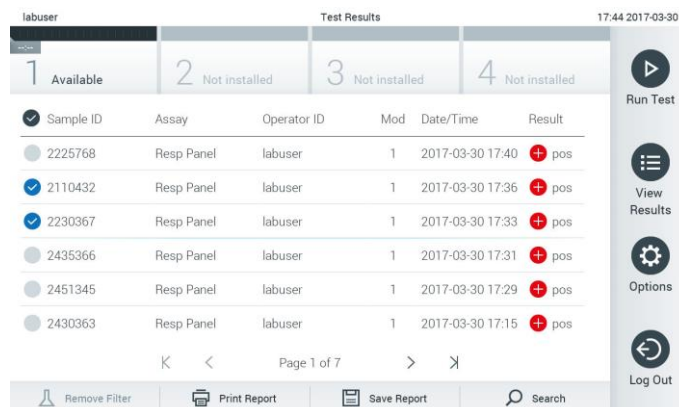 labuser Test Results 17:44 2017-03-30
--:--
1 Available 2 Not installed 3 Not installed 4 Not installed
Run Test
Sample ID Assay Operator ID Mod Date/Time Result
2225768 Resp Panel labuser 1 2017-03-30 17:40 pos
2110432 Resp Panel labuser 1 2017-03-30 17:36 pos
View
Results
2230367 Resp Panel labuser 1 2017-03-30 17:33 pos
2435366 Resp Panel labuser 1 2017-03-30 17:31 pos
2451345 Resp Panel labuser 1 2017-03-30 17:29 pos
Options
2430363 Resp Panel labuser 1 2017-03-30 17:15 pos
Page 1 of 7
Log Out
Remove Filter Print Report Save Report Search